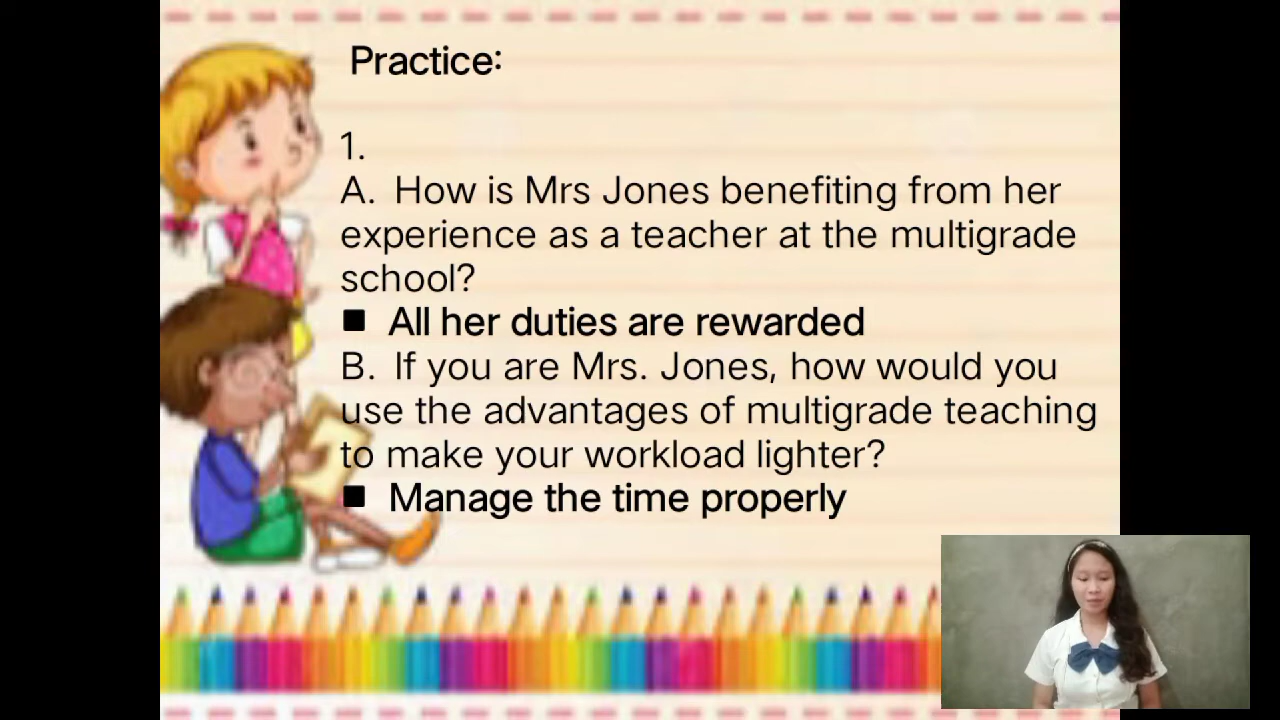 Practice:
1.
A. How is Mrs Jones benefiting from her
experience as a teacher at the multigrade
school?
■ All her duties are rewarded
B. If you are Mrs. Jones, how would you
use the advantages of multigrade teaching
to make your workload lighter?
■ Manage the time properly